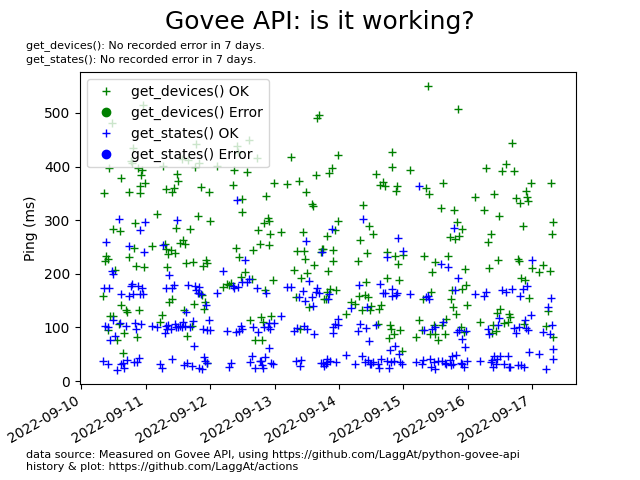 Govee API: is it working?
get_devices(): No recorded error in 7 days.
get_states(): No recorded error in 7 days.
get_devices() OK
get_devices() Error
get_states() OK
get_states() Error
Ping (ms)
500
400
300
200
100
0
2022-09-10
2022-09-11
2022-09-12
2022-09-13
2022-09-14
2022-09-15
2022-09-16
2022-09-17
data source: Measured on Govee API, using https://github.com/LaggAt/python-govee-api
history & plot: https://github.com/LaggAt/actions